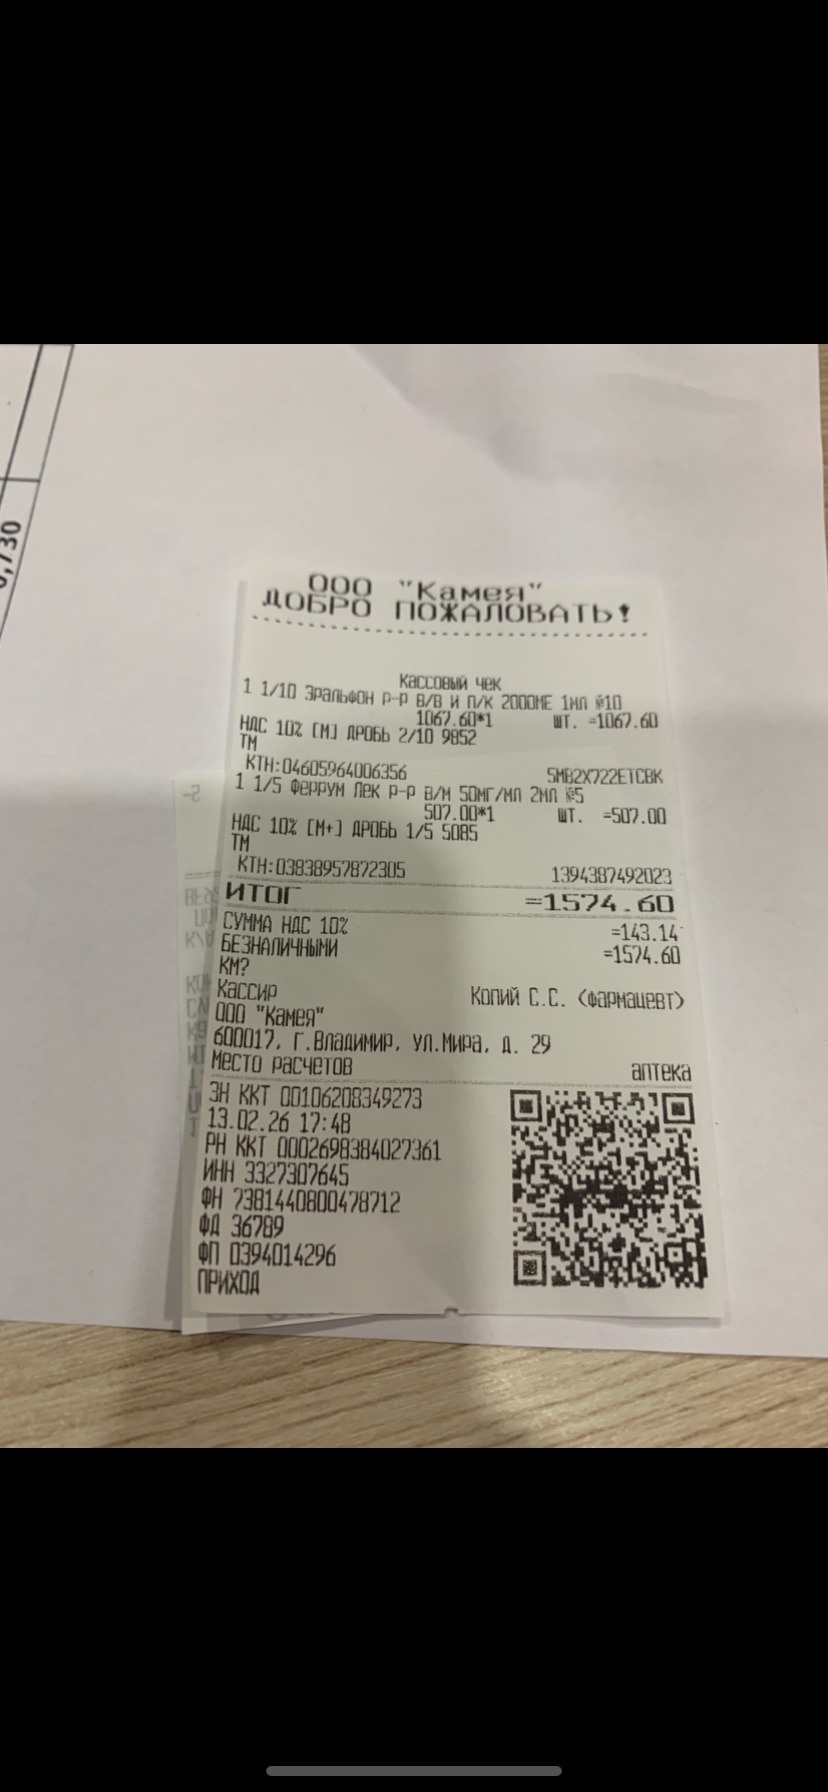 0,730
ООО "Камея"
ДОБРО ПОЖАЛОВАТЬ!
Кассовый чек
1 1/10 Эральфон р-р в/в и п/к 2000МЕ 1мл №10
1067.60*1 шт. =1067.60
НДС 10% [М] ДРОБЬ 2/10 9852
ТМ
КТН:04605964006356 5MB2X722ETCBK
1 1/5 Феррум Лек р-р в/м 50мг/мл 2мл №5
507.00*1 шт. =507.00
НДС 10% [М+] ДРОБЬ 1/5 5085
ТМ
КТН:03838957872305 1394387492023
ИТОГ =1574.60
СУММА НДС 10% =143.14
БЕЗНАЛИЧНЫМИ =1574.60
КМ?
Кассир Копий С.С. (фармацевт)
ООО "Камея"
600017, г.Владимир, ул.Мира, д. 29
Место расчетов аптека
ЗН ККТ 00106208349273
13.02.26 17:48
РН ККТ 0002698384027361
ИНН 3327307645
ФН 7381440800478712
ФД 36789
ФП 0394014296
ПРИХОД